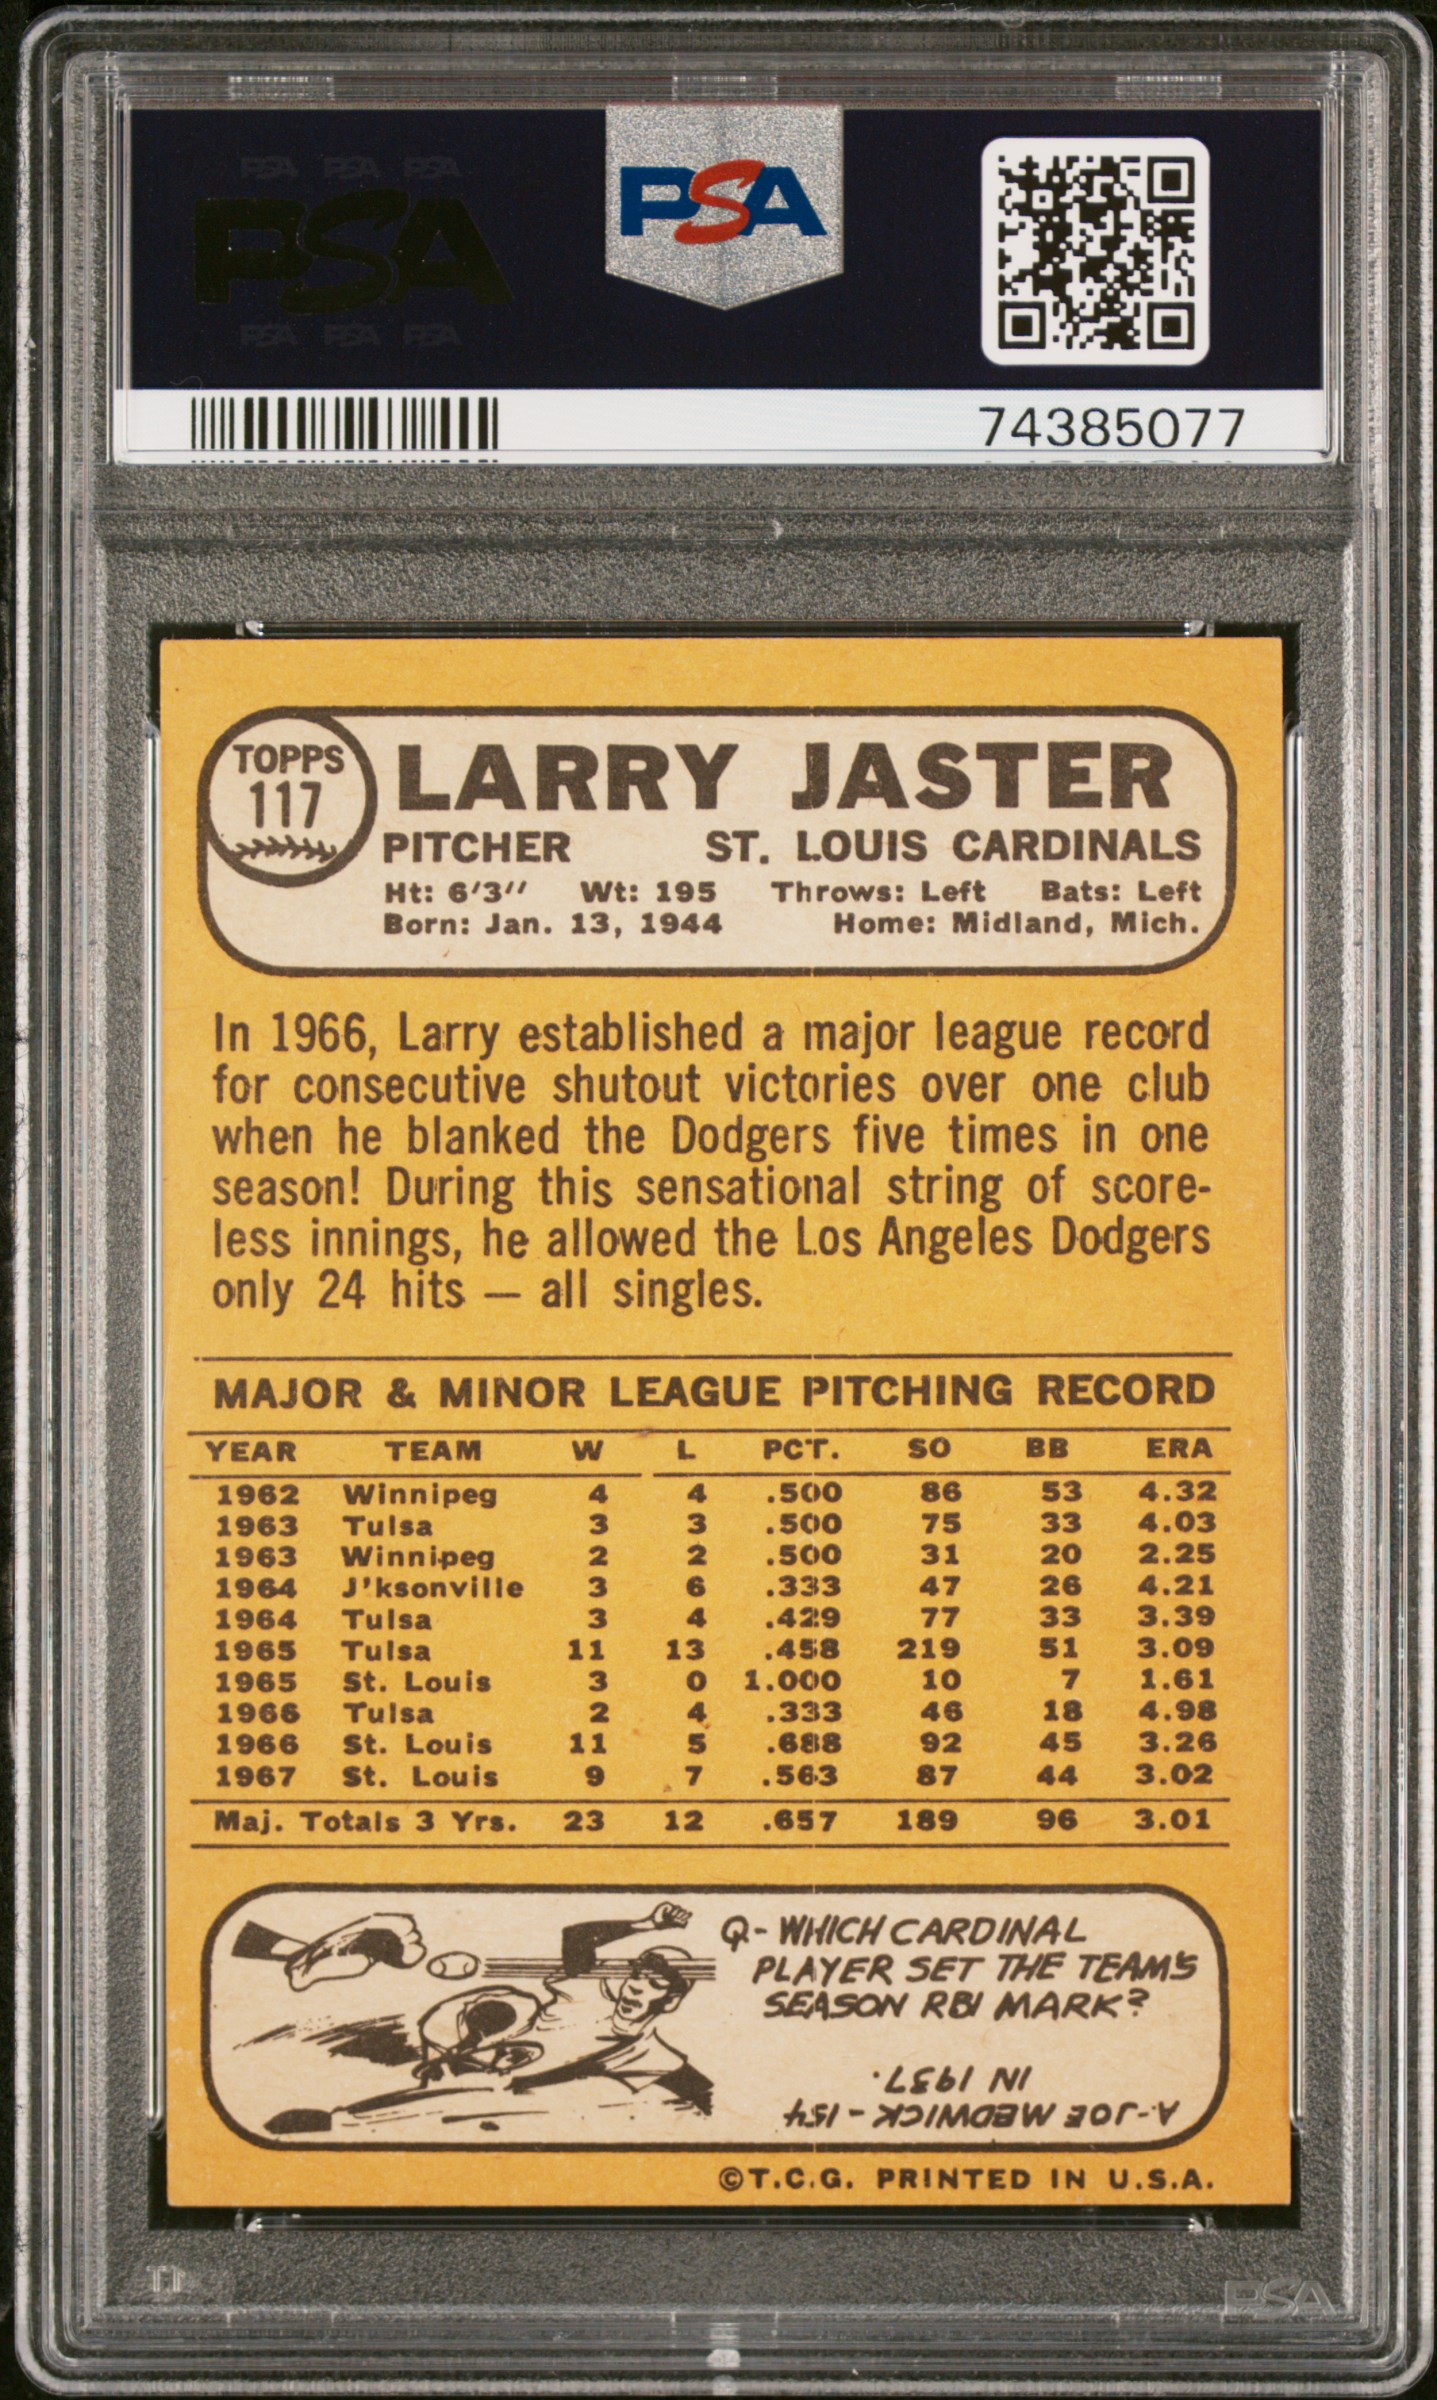 PSA PSA PSA
PSA
PSA PSA PSA
PSA
74385077
TOPPS
117
LARRY JASTER
PITCHER ST. LOUIS CARDINALS
Ht: 6'3" Wt: 195 Throws: Left Bats: Left
Born: Jan. 13, 1944 Home: Midland, Mich.
In 1966, Larry established a major league record
for consecutive shutout victories over one club
when he blanked the Dodgers five times in one
season! During this sensational string of score-
less innings, he allowed the Los Angeles Dodgers
only 24 hits — all singles.
MAJOR & MINOR LEAGUE PITCHING RECORD
YEAR TEAM W L PCT. SO BB ERA
1962 Winnipeg 4 4 .500 86 53 4.32
1963 Tulsa 3 3 .500 75 33 4.03
1963 Winnipeg 2 2 .500 31 20 2.25
1964 J'ksonville 3 6 .333 47 26 4.21
1964 Tulsa 3 4 .429 77 33 3.39
1965 Tulsa 11 13 .458 219 51 3.09
1965 St. Louis 3 0 1.000 10 7 1.61
1966 Tulsa 2 4 .333 46 18 4.98
1966 St. Louis 11 5 .688 92 45 3.26
1967 St. Louis 9 7 .563 87 44 3.02
Maj. Totals 3 Yrs. 23 12 .657 189 96 3.01
Q- WHICH CARDINAL
PLAYER SET THE TEAM'S
SEASON RBI MARK?
A-JOE MEDWICK - 154
IN 1937.
©T.C.G. PRINTED IN U.S.A.
PSA